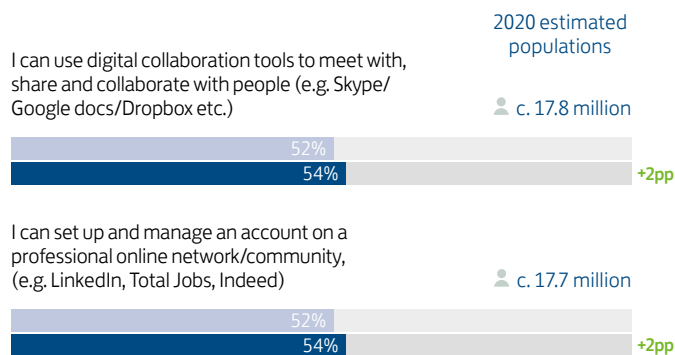 2020 estimated
populations
I can use digital collaboration tools to meet with,
share and collaborate with people (e.g. Skype/
Google docs/Dropbox etc.)
c. 17.8 million
52%
54%
+2pp
I can set up and manage an account on a
professional online network/community,
(e.g. LinkedIn, Total Jobs, Indeed)
c. 17.7 million
52%
54%
+2pp